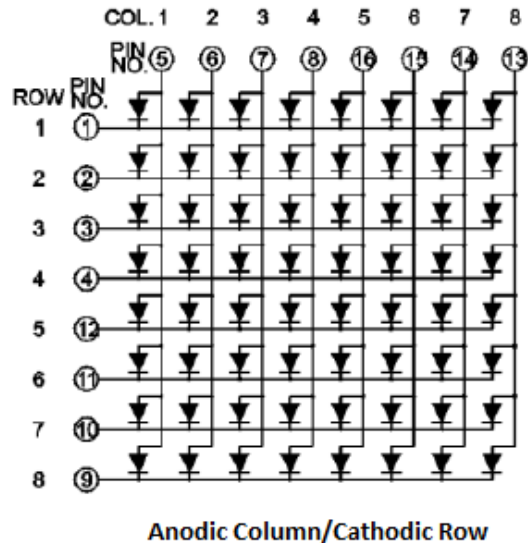 COL. 1 2 3 4 5 6 7 8
PIN NO. 5 6 7 8 16 15 14 13
ROW PIN NO.
1 1
2 2
3 3
4 4
5 12
6 11
7 10
8 9
Anodic Column/Cathodic Row